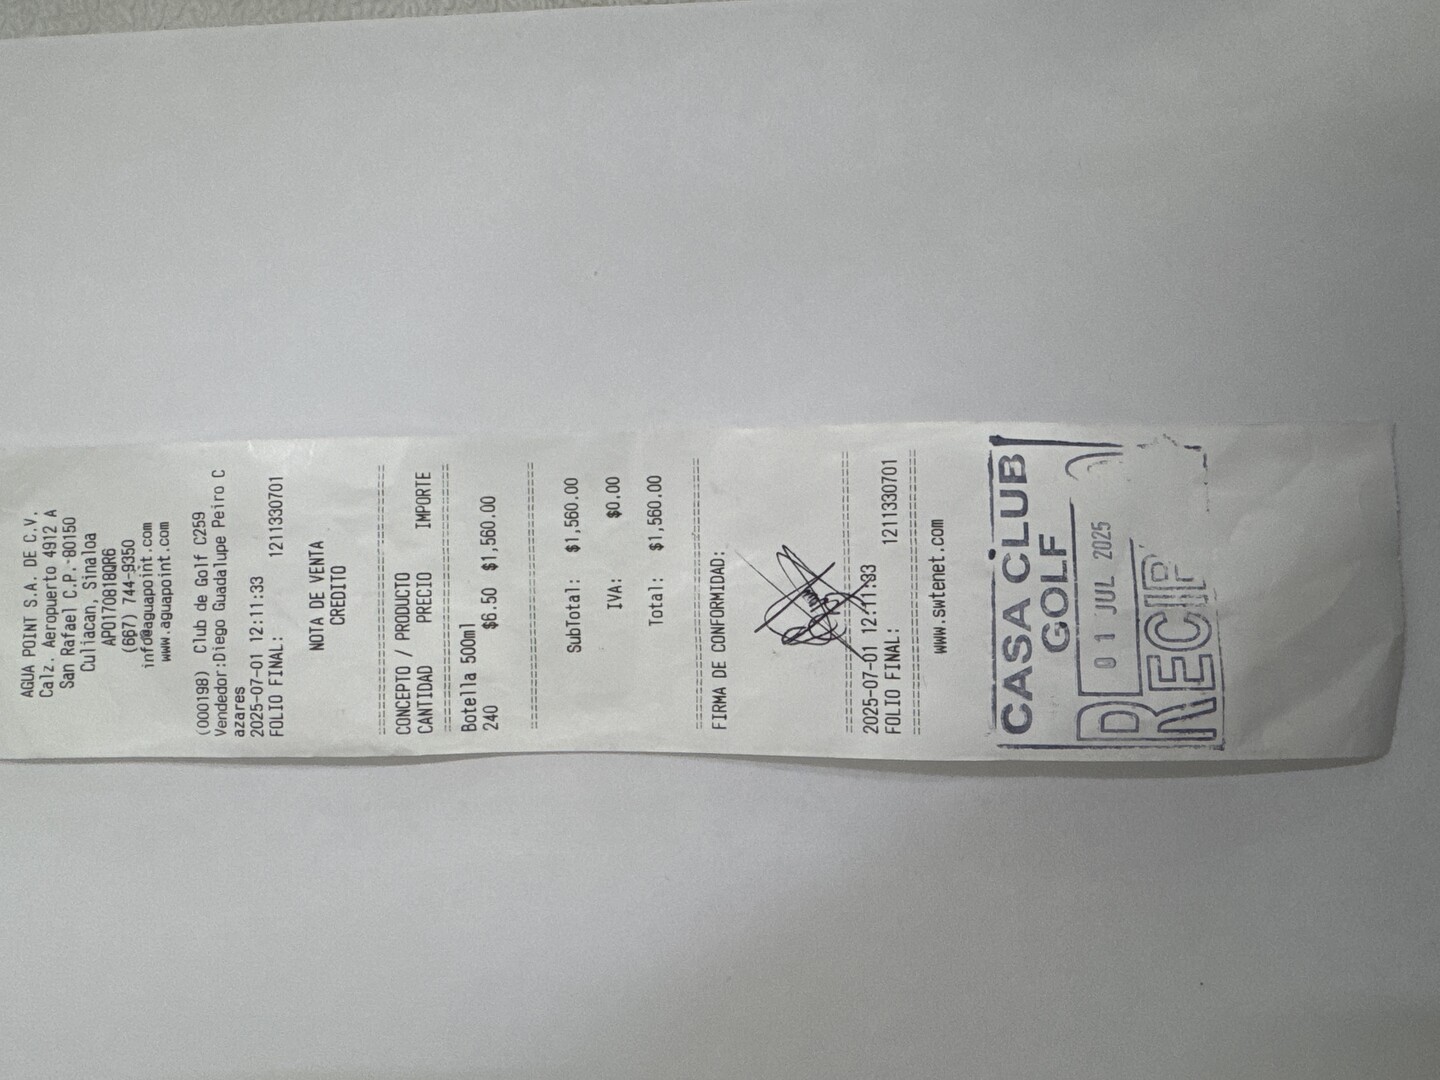 AGUA POINT S.A. DE C.V.
Calz. Aeropuerto 4912 A
San Rafael C.P.-80150
Culiacan, Sinaloa
APO170818QR6
(667) 744-9350
info@aguapoint.com
www.aguapoint.com
(000198) Club de Golf C259
Vendedor:Diego Guadalupe Peiro C
azares
2025-07-01 12:11:33
FOLIO FINAL: 1211330701
NOTA DE VENTA
CREDITO
CONCEPTO / PRODUCTO
CANTIDAD PRECIO IMPORTE
Botella 500ml
240 $6.50 $1,560.00
SubTotal: $1,560.00
IVA: $0.00
Total: $1,560.00
FIRMA DE CONFORMIDAD:
2025-07-01 12:11:33
FOLIO FINAL: 1211330701
www.swtenet.com
CASA CLUB
GOLF
01 JUL 2025